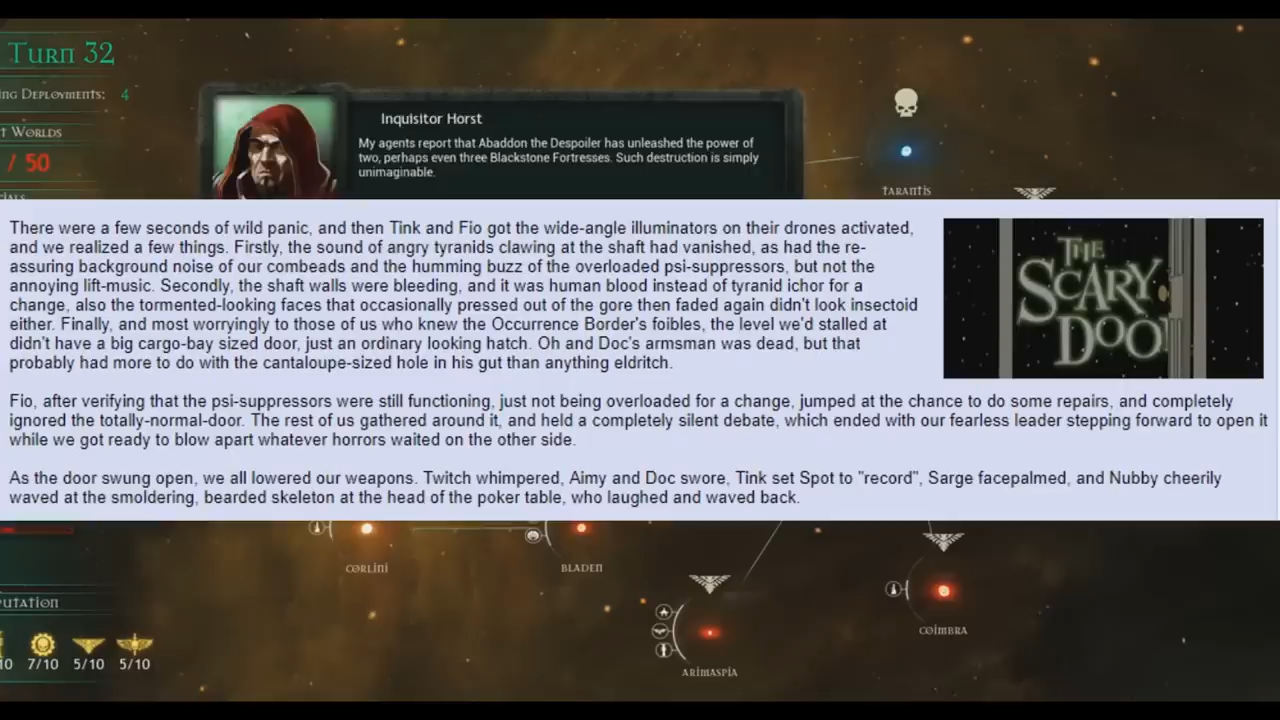 Turn 32
Inquisitor Horst
ng Deployments: 4
My agents report that Abaddon the Despoiler has unleashed the power of
two, perhaps even three Blackstone Fortresses. Such destruction is simply
unimaginable.
t Worlds
/ 50
Tarantis
There were a few seconds of wild panic, and then Tink and Fio got the wide-angle illuminators on their drones activated,
and we realized a few things. Firstly, the sound of angry tyranids clawing at the shaft had vanished, as had the re-
assuring background noise of our combeads and the humming buzz of the overloaded psi-suppressors, but not the
annoying lift-music. Secondly, the shaft walls were bleeding, and it was human blood instead of tyranid ichor for a
change, also the tormented-looking faces that occasionally pressed out of the gore then faded again didn't look insectoid
either. Finally, and most worryingly to those of us who knew the Occurrence Border's foibles, the level we'd stalled at
didn't have a big cargo-bay sized door, just an ordinary looking hatch. Oh and Doc's armsman was dead, but that
probably had more to do with the cantaloupe-sized hole in his gut than anything eldritch.
The
Scary
Doo
Fio, after verifying that the psi-suppressors were still functioning, just not being overloaded for a change, jumped at the chance to do some repairs, and completely
ignored the totally-normal-door. The rest of us gathered around it, and held a completely silent debate, which ended with our fearless leader stepping forward to open it
while we got ready to blow apart whatever horrors waited on the other side.
As the door swung open, we all lowered our weapons. Twitch whimpered, Aimy and Doc swore, Tink set Spot to "record", Sarge facepalmed, and Nubby cheerily
waved at the smoldering, bearded skeleton at the head of the poker table, who laughed and waved back.
Corlini
Bladen
Coimbra
Arimaspia
putation
10 7/10 5/10 5/10